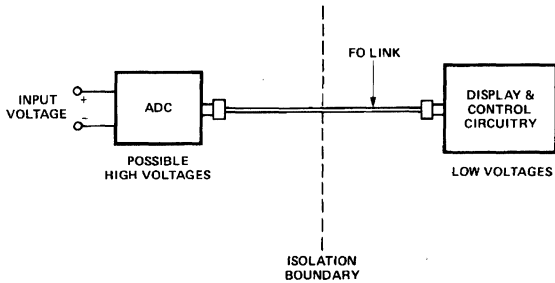 FO LINK
INPUT
VOLTAGE
+
−
ADC
DISPLAY &
CONTROL
CIRCUITRY
POSSIBLE
HIGH VOLTAGES
LOW VOLTAGES
ISOLATION
BOUNDARY